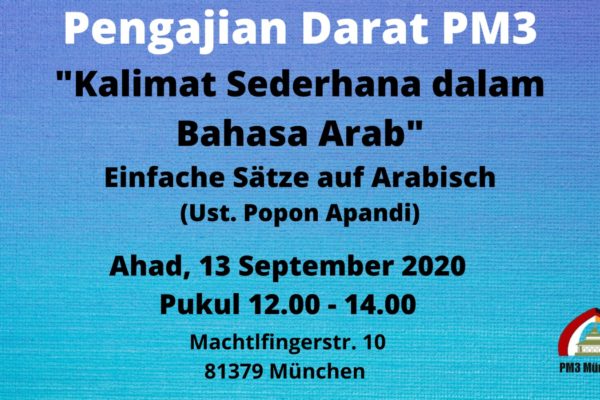 Pengajian Darat PM3
"Kalimat Sederhana dalam
Bahasa Arab"
Einfache Sätze auf Arabisch
(Ust. Popon Apandi)
Ahad, 13 September 2020
Pukul 12.00 - 14.00
Machtlfingerstr. 10
81379 München
PM3